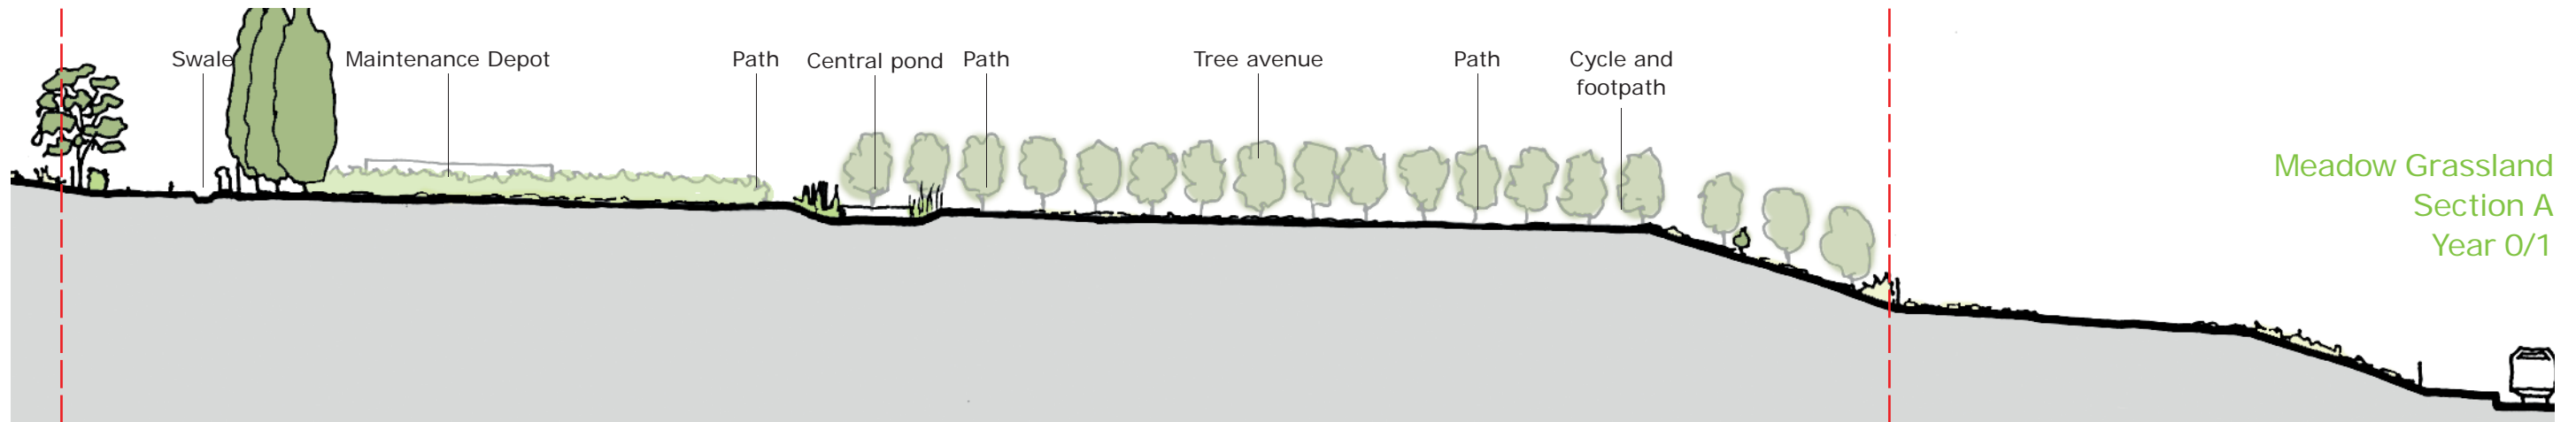 Swale
Maintenance Depot
Path
Central pond
Path
Tree avenue
Path
Cycle and
footpath
Meadow Grassland
Section A
Year 0/1